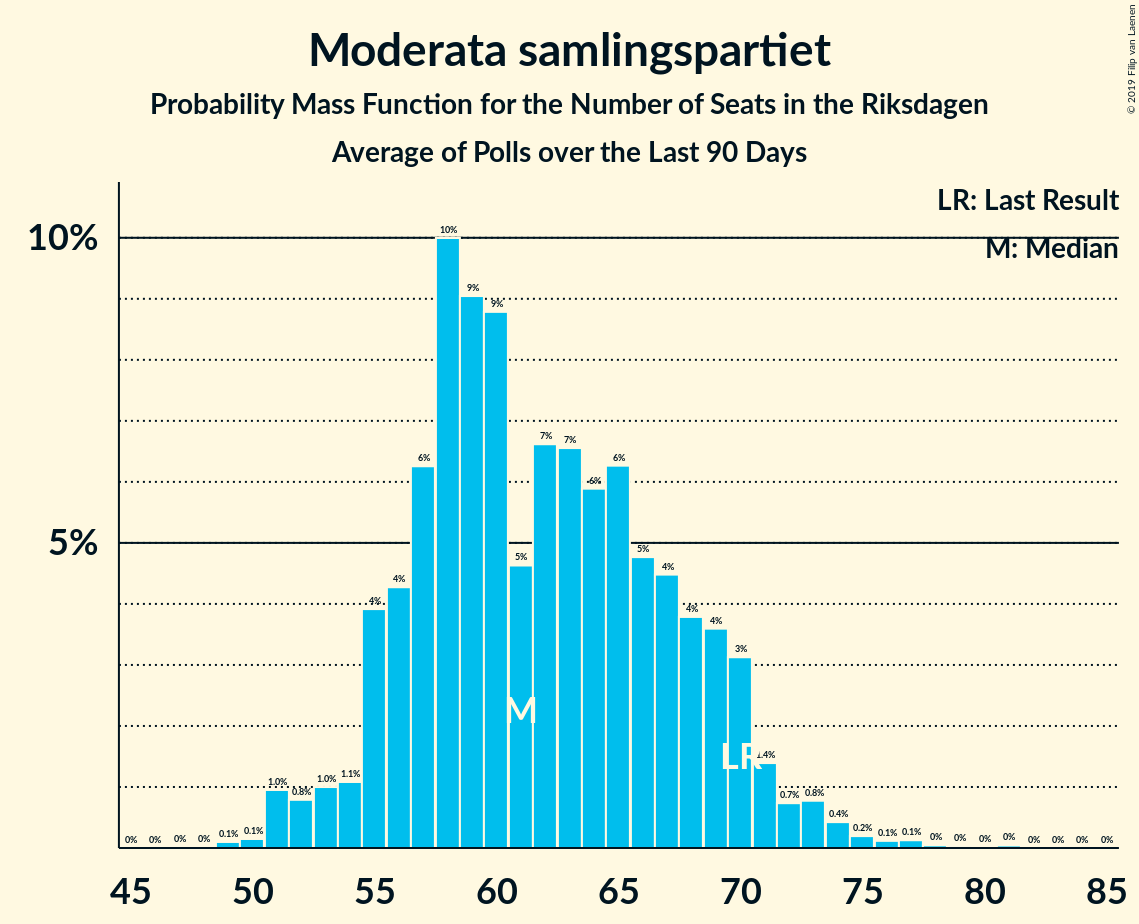 Moderata samlingspartiet
Probability Mass Function for the Number of Seats in the Riksdagen
Average of Polls over the Last 90 Days
© 2019 Filip van Laenen
LR: Last Result
M: Median
10%
5%
0% 0% 0% 0% 0.1% 0.1% 1.0% 0.8% 1.0% 1.1% 4% 4% 6% 10% 9% 9% 5% 7% 7% 6% 6% 5% 4% 4% 4% 3% 1.4% 0.7% 0.8% 0.4% 0.2% 0.1% 0.1% 0% 0% 0% 0% 0% 0% 0% 0%
M
LR
45 50 55 60 65 70 75 80 85